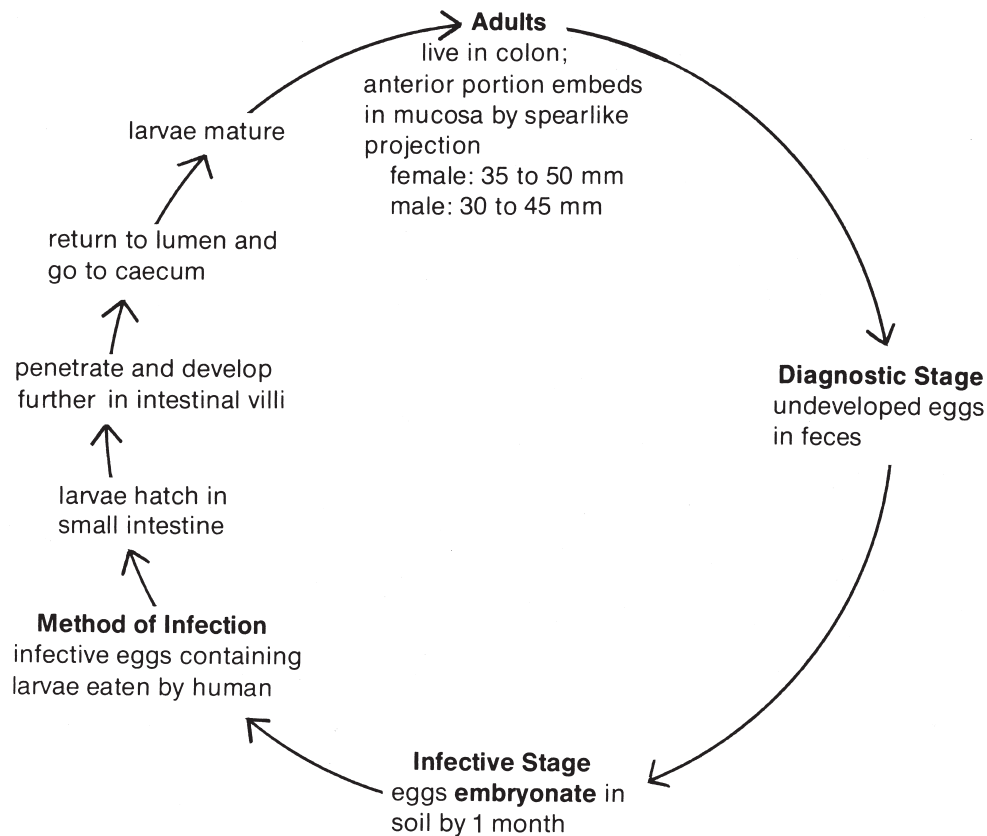 Adults
live in colon;
anterior portion embeds
in mucosa by spearlike
projection
female: 35 to 50 mm
male: 30 to 45 mm
Diagnostic Stage
undeveloped eggs
in feces
Infective Stage
eggs embryonate in
soil by 1 month
Method of Infection
infective eggs containing
larvae eaten by human
larvae hatch in
small intestine
penetrate and develop
further in intestinal villi
return to lumen and
go to caecum
larvae mature